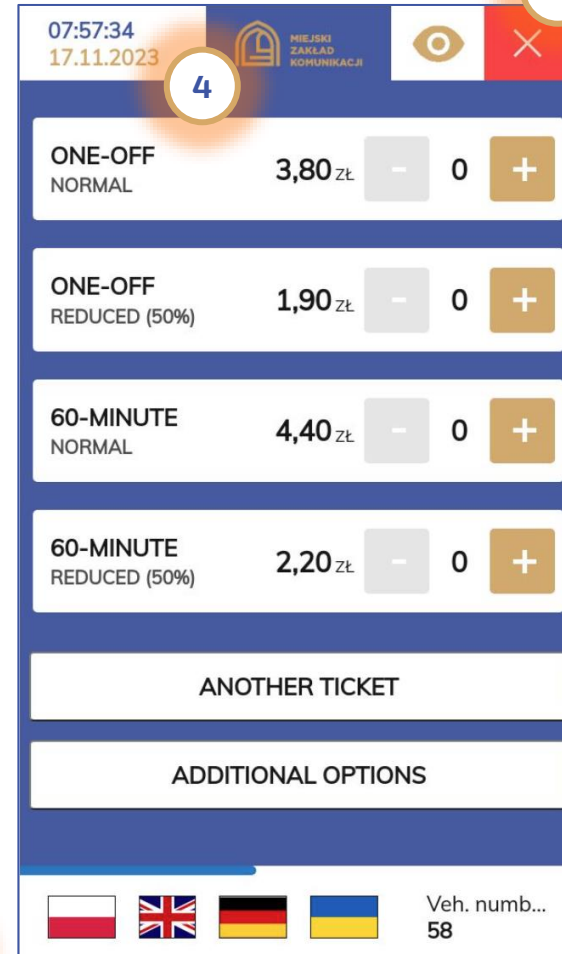 07:57:34
17.11.2023
4
MIEJSKI
ZAKŁAD
KOMUNIKACJI
ONE-OFF
NORMAL
3,80 ZŁ - 0 +
ONE-OFF
REDUCED (50%)
1,90 ZŁ - 0 +
60-MINUTE
NORMAL
4,40 ZŁ - 0 +
60-MINUTE
REDUCED (50%)
2,20 ZŁ - 0 +
ANOTHER TICKET
ADDITIONAL OPTIONS
Veh. numb...
58